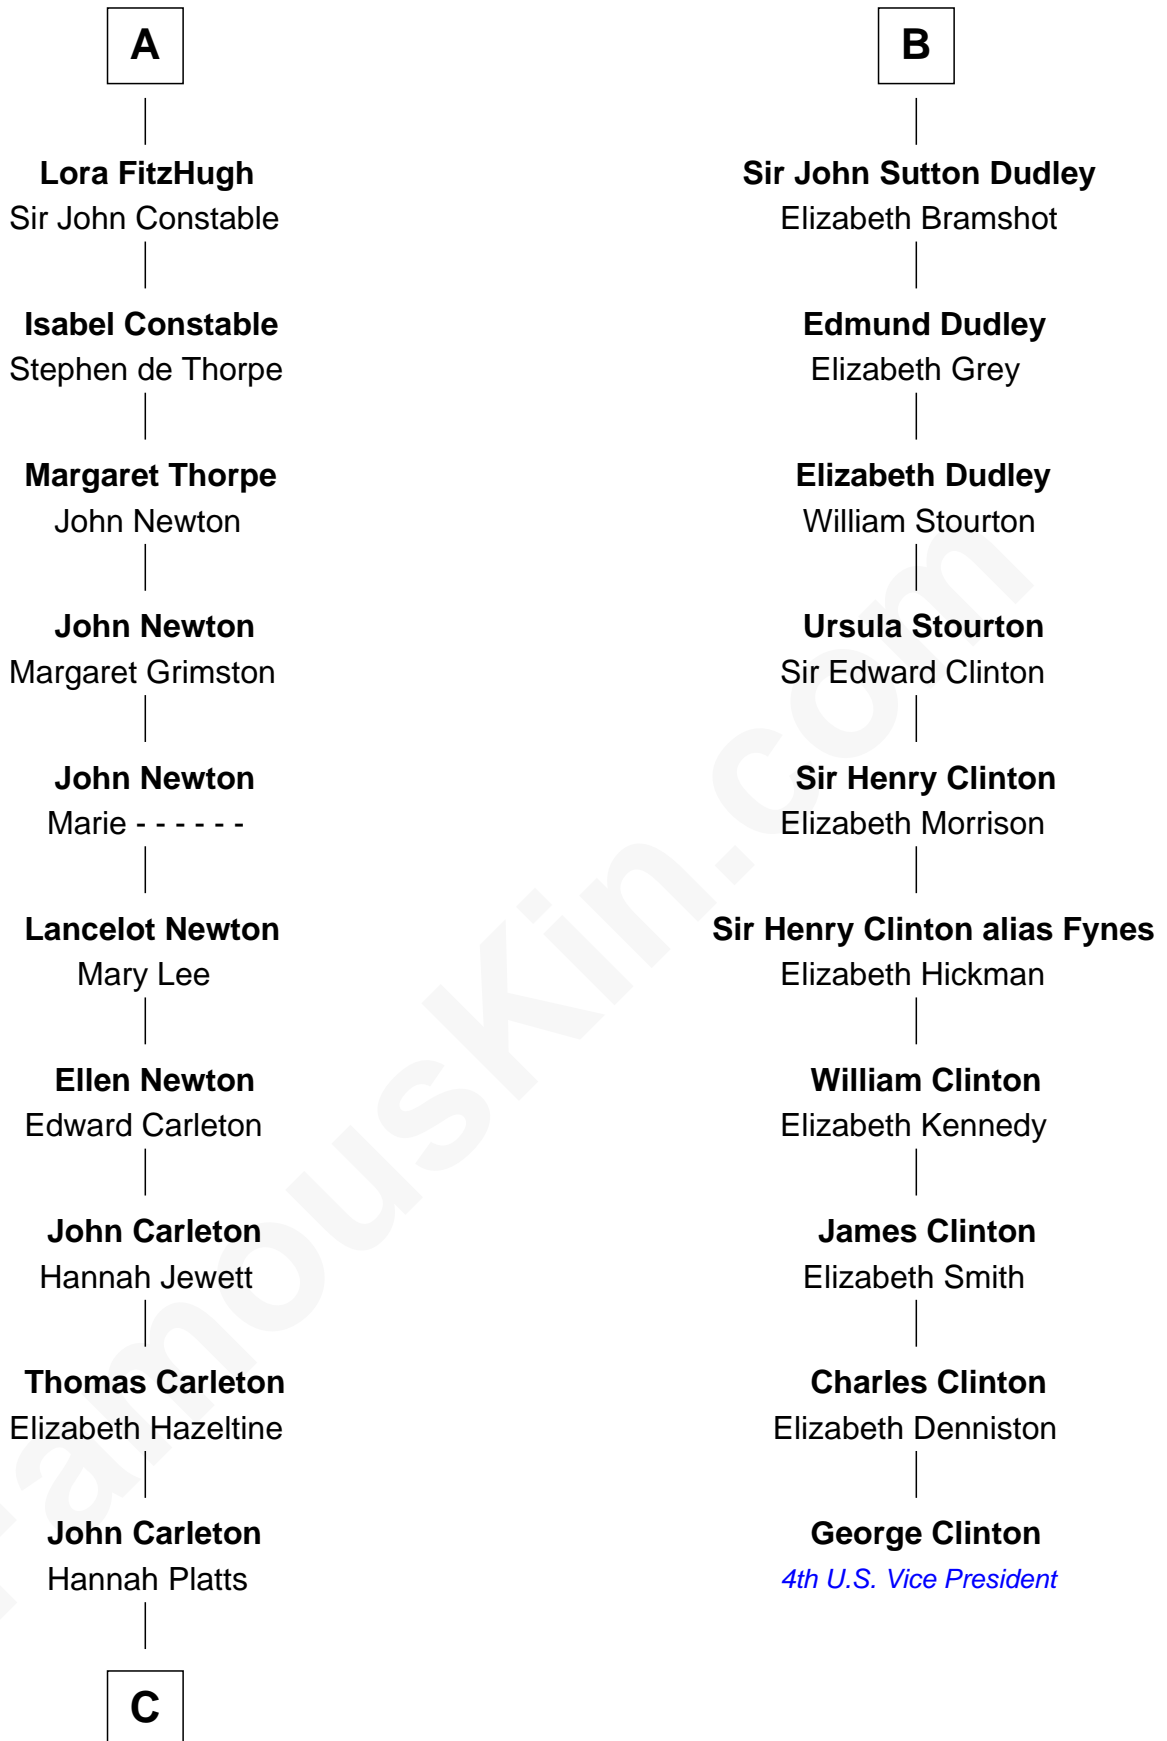 A
Lora FitzHugh
Sir John Constable
Isabel Constable
Stephen de Thorpe
Margaret Thorpe
John Newton
John Newton
Margaret Grimston
John Newton
Marie - - - - - -
Lancelot Newton
Mary Lee
Ellen Newton
Edward Carleton
John Carleton
Hannah Jewett
Thomas Carleton
Elizabeth Hazeltine
John Carleton
Hannah Platts
C
B
Sir John Sutton Dudley
Elizabeth Bramshot
Edmund Dudley
Elizabeth Grey
Elizabeth Dudley
William Stourton
Ursula Stourton
Sir Edward Clinton
Sir Henry Clinton
Elizabeth Morrison
Sir Henry Clinton alias Fynes
Elizabeth Hickman
William Clinton
Elizabeth Kennedy
James Clinton
Elizabeth Smith
Charles Clinton
Elizabeth Denniston
George Clinton
4th U.S. Vice President
FamousKin.com